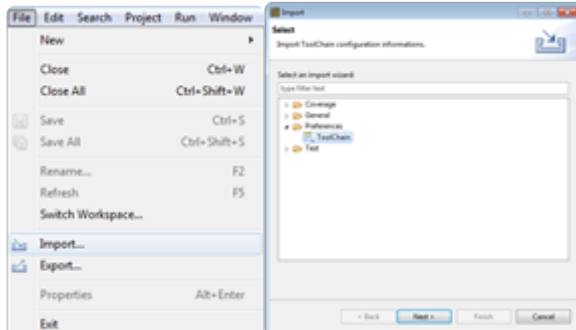 File Edit Search Project Run Window
New
Close Ctrl+W
Close All Ctrl+Shift+W
Save Ctrl+S
Save All Ctrl+Shift+S
Rename... F2
Refresh F5
Switch Workspace...
Import...
Export...
Properties Alt+Enter
Exit
Import
Select
Import ToolChain configuration informations.
Select an import wizard:
type filter text
Coverage
General
Preferences
ToolChain
Test
< Back Next > Finish Cancel